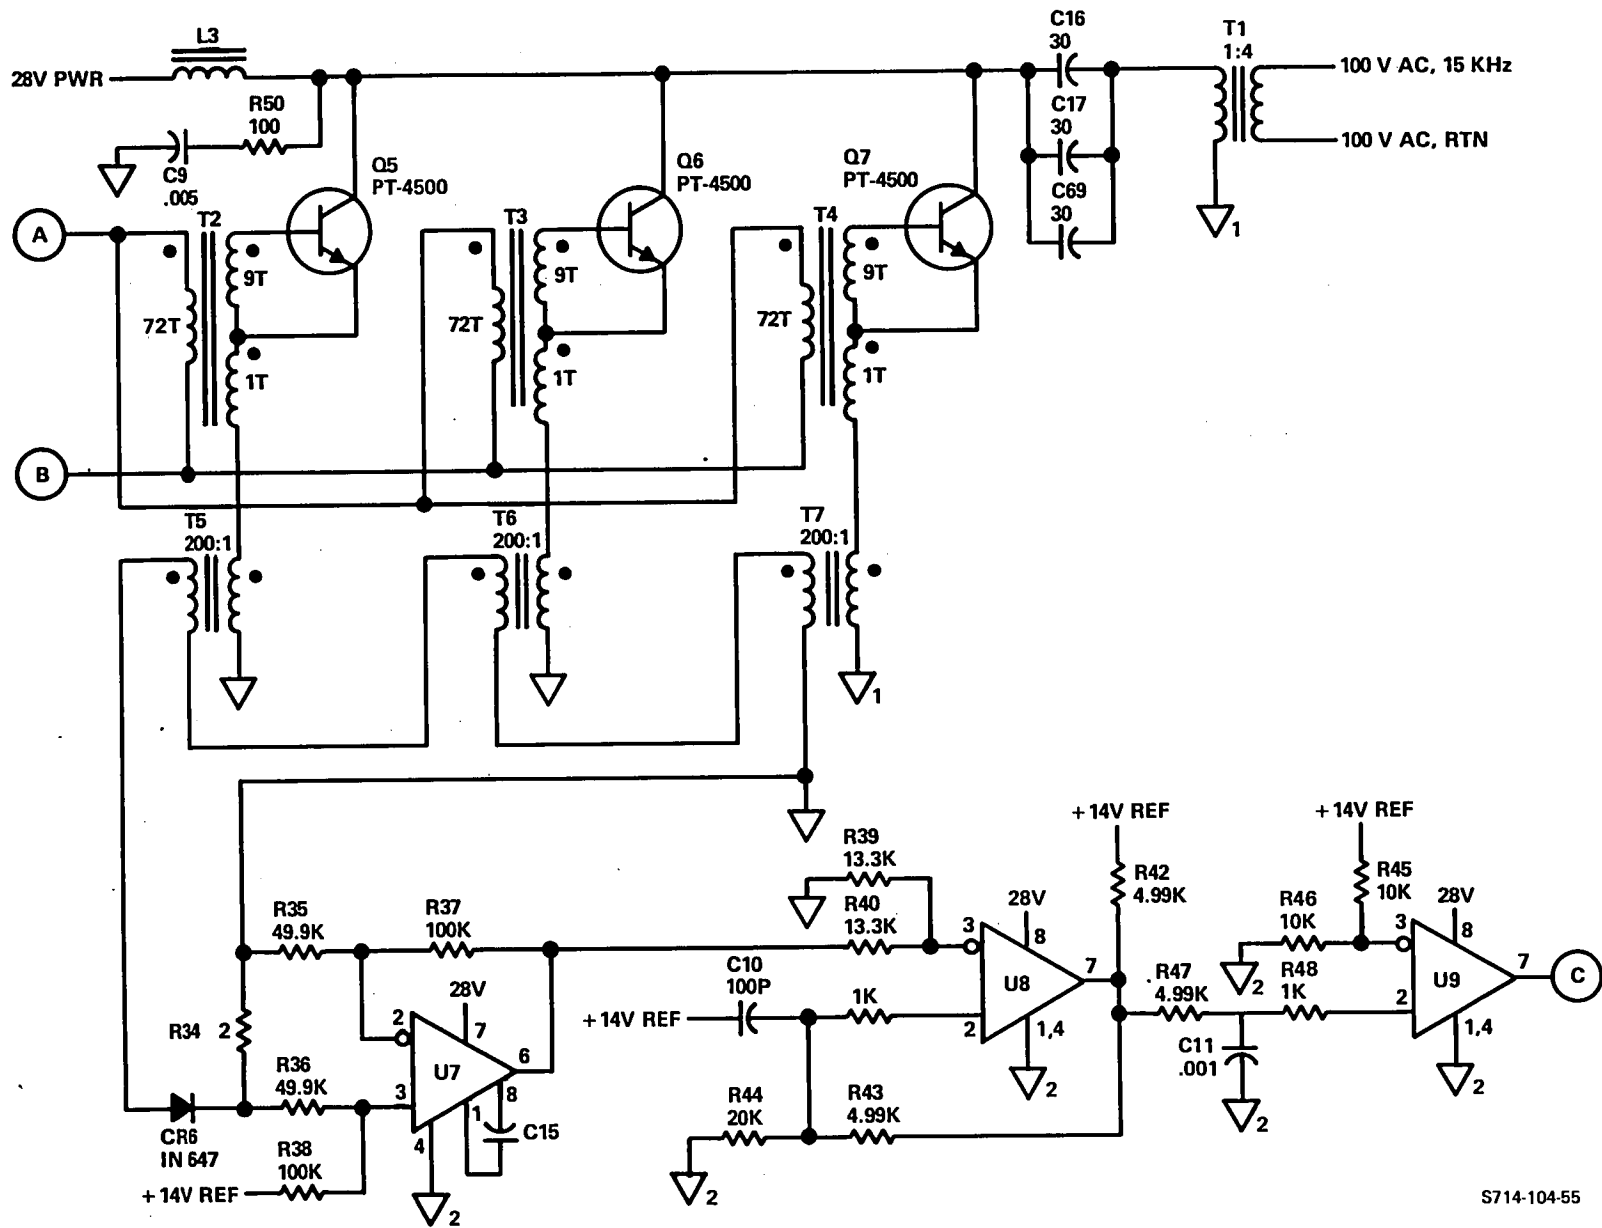 L3
28V PWR
R50
100
C9
.005
Q5
PT-4500
Q6
PT-4500
Q7
PT-4500
C16
30
C17
30
C69
30
T1
1:4
100 V AC, 15 KHz
100 V AC, RTN
1
A
T2
9T
72T
1T
T3
9T
72T
1T
T4
9T
72T
1T
B
T5
200:1
T6
200:1
T7
200:1
1
R39
13.3K
R40
13.3K
+14V REF
R42
4.99K
+14V REF
R45
10K
R46
10K
2
28V
8
3
U8
7
2
1,4
2
28V
8
3
U9
7
2
1,4
2
C
R35
49.9K
R37
100K
C10
100P
+14V REF
1K
R47
4.99K
R48
1K
C11
.001
2
R34
2
28V
2
7
U7
6
3
8
1
4
C15
2
R36
49.9K
CR6
IN 647
R38
100K
+14V REF
R44
20K
R43
4.99K
2
S714-104-55